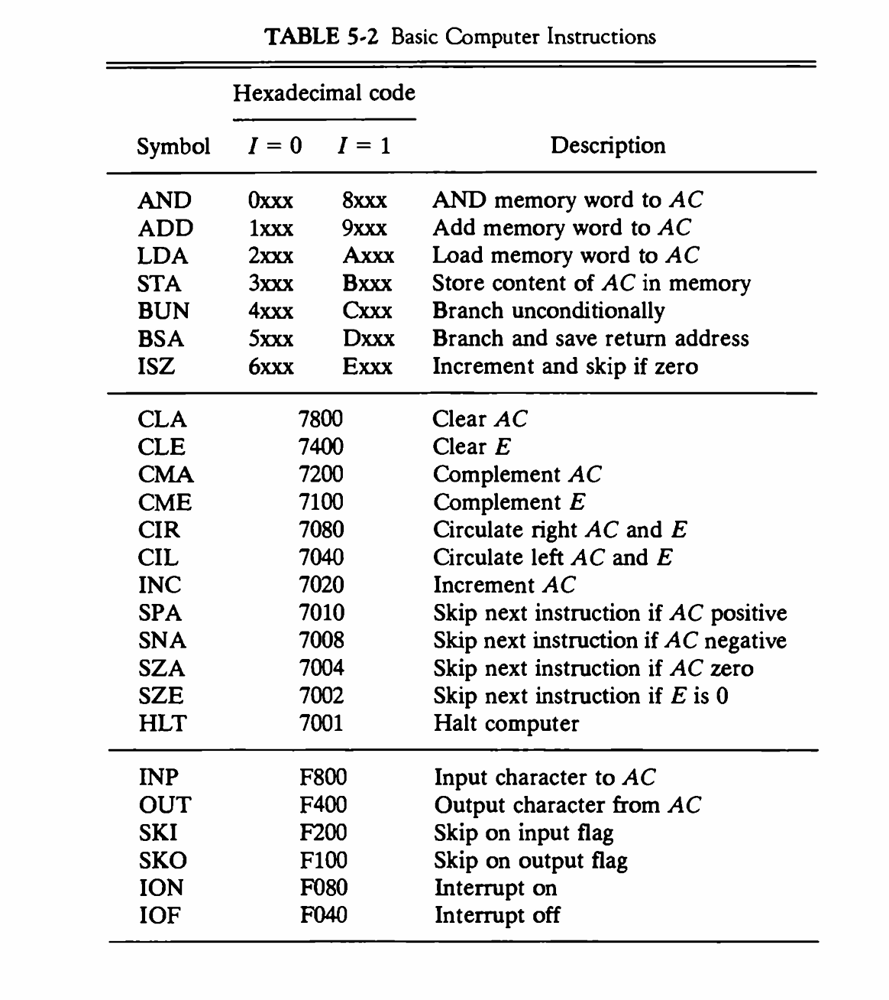 TABLE 5-2 Basic Computer Instructions
Hexadecimal code
Symbol I = 0 I = 1 Description
AND 0xxx 8xxx AND memory word to AC
ADD 1xxx 9xxx Add memory word to AC
LDA 2xxx Axxx Load memory word to AC
STA 3xxx Bxxx Store content of AC in memory
BUN 4xxx Cxxx Branch unconditionally
BSA 5xxx Dxxx Branch and save return address
ISZ 6xxx Exxx Increment and skip if zero
CLA 7800 Clear AC
CLE 7400 Clear E
CMA 7200 Complement AC
CME 7100 Complement E
CIR 7080 Circulate right AC and E
CIL 7040 Circulate left AC and E
INC 7020 Increment AC
SPA 7010 Skip next instruction if AC positive
SNA 7008 Skip next instruction if AC negative
SZA 7004 Skip next instruction if AC zero
SZE 7002 Skip next instruction if E is 0
HLT 7001 Halt computer
INP F800 Input character to AC
OUT F400 Output character from AC
SKI F200 Skip on input flag
SKO F100 Skip on output flag
ION F080 Interrupt on
IOF F040 Interrupt off